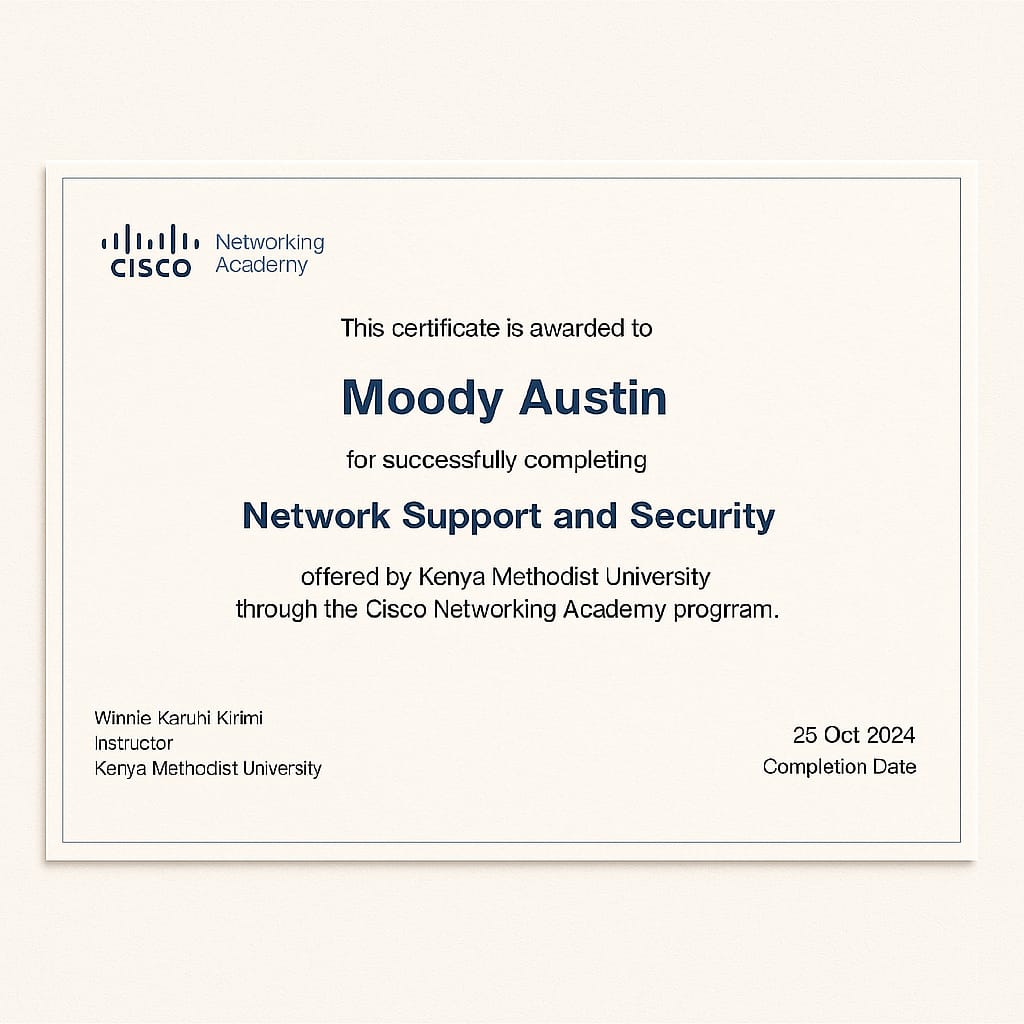 CISCO
Networking
Academy
This certificate is awarded to
Moody Austin
for successfully completing
Network Support and Security
offered by Kenya Methodist University
through the Cisco Networking Academy progrram.
Winnie Karuhi Kirimi
Instructor
Kenya Methodist University
25 Oct 2024
Completion Date